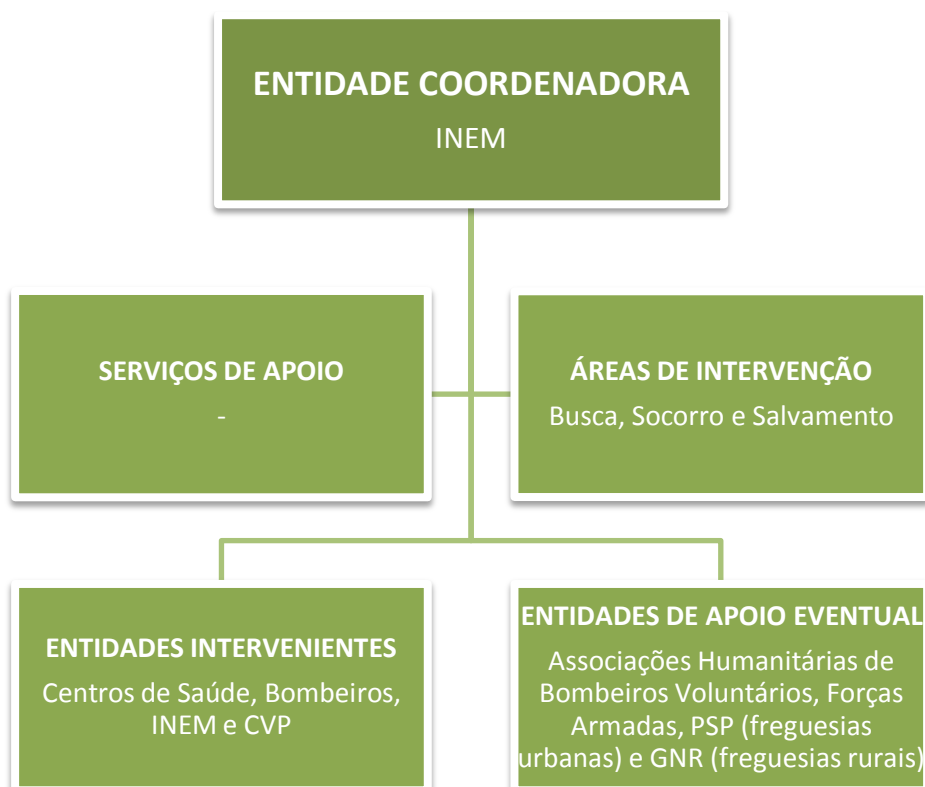 ENTIDADE COORDENADORA
INEM
SERVIÇOS DE APOIO
-
ÁREAS DE INTERVENÇÃO
Busca, Socorro e Salvamento
ENTIDADES INTERVENIENTES
Centros de Saúde, Bombeiros,
INEM e CVP
ENTIDADES DE APOIO EVENTUAL
Associações Humanitárias de
Bombeiros Voluntários, Forças
Armadas, PSP (freguesias
urbanas) e GNR (freguesias rurais)